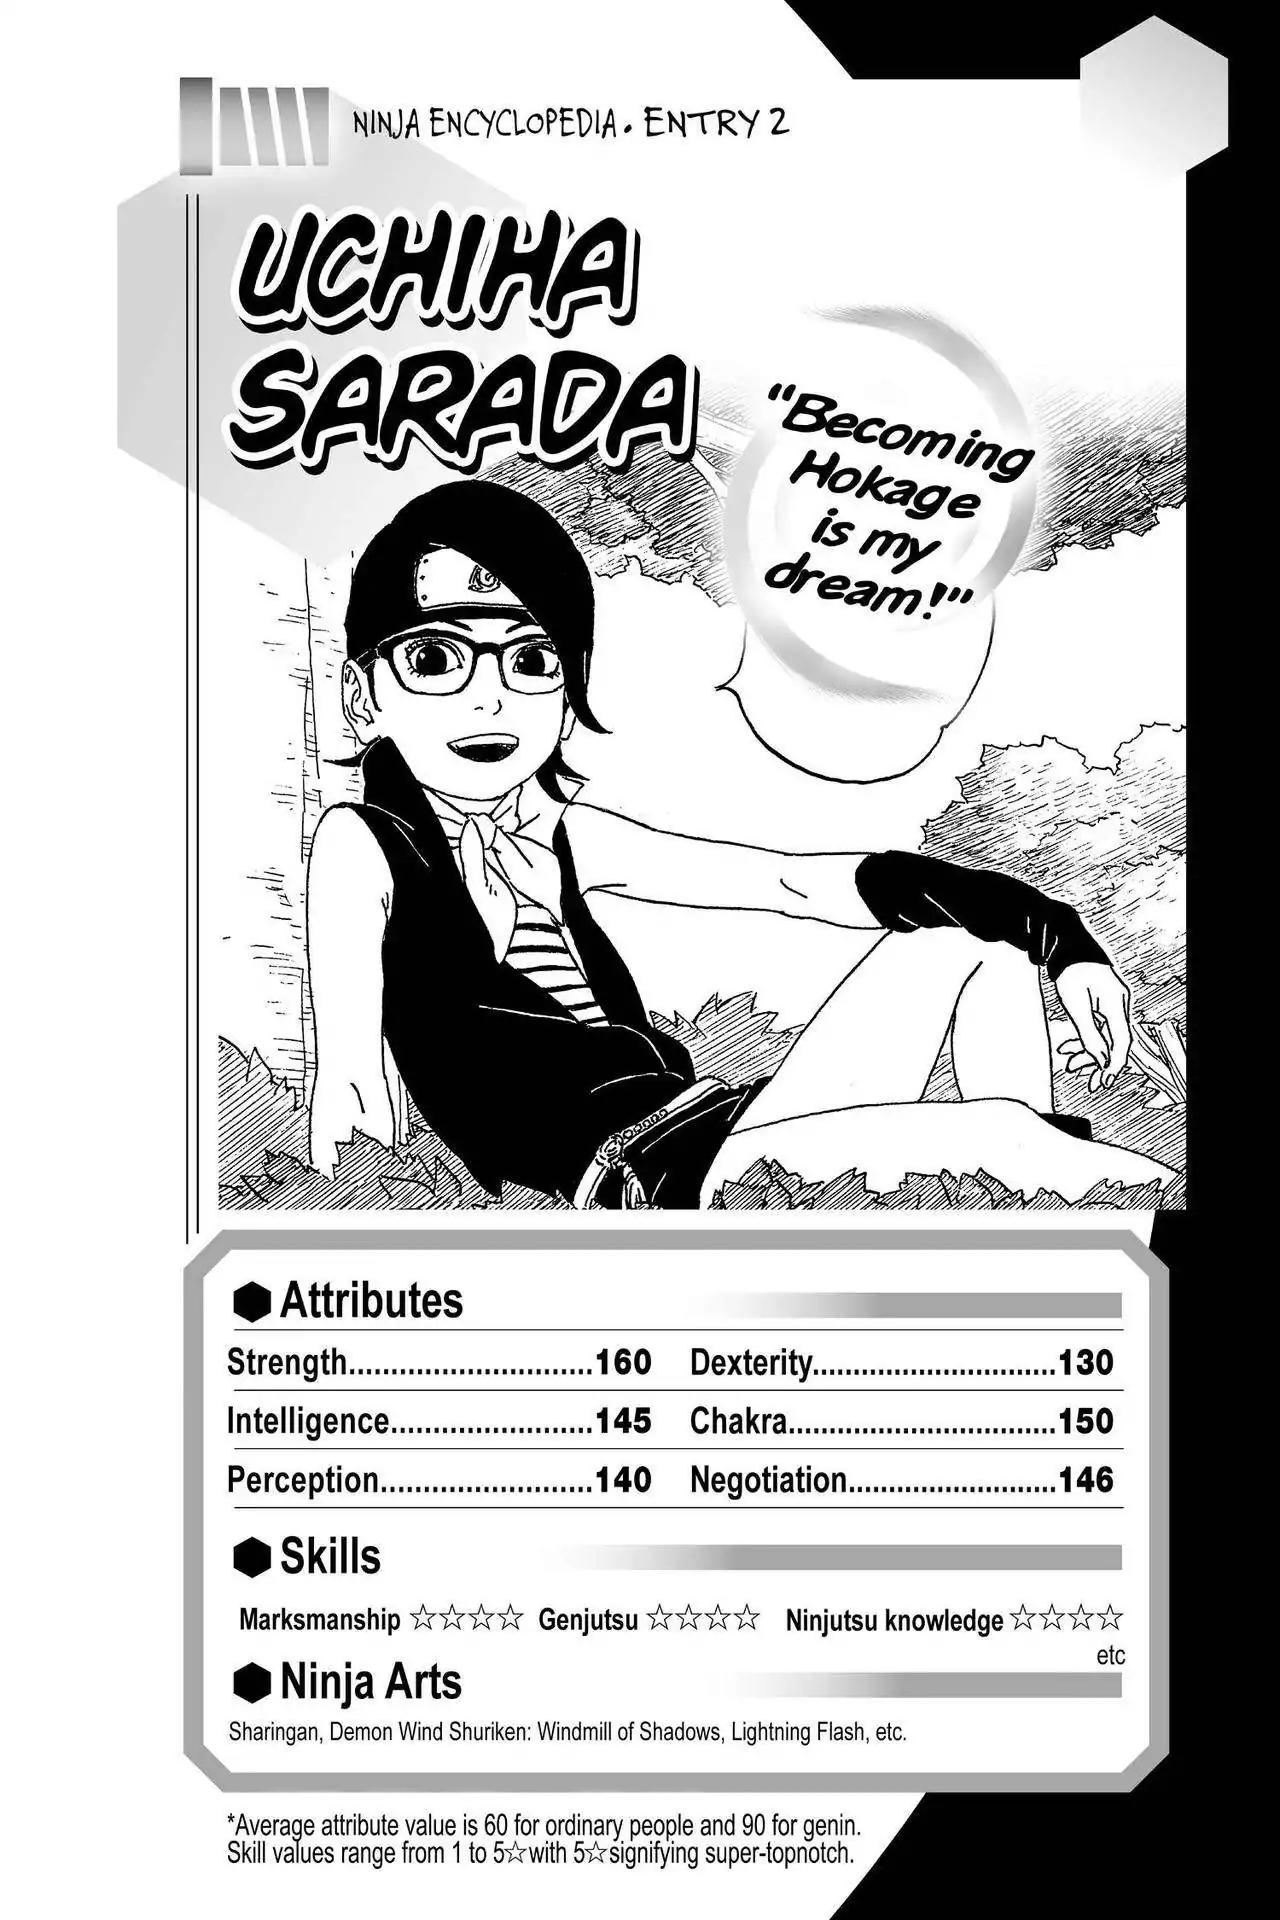 NINJA ENCYCLOPEDIA. ENTRY 2
UCHIHA
SARADA
"Becoming
Hokage
is my
dream!"
Attributes
Strength............................160 Dexterity..............................130
Intelligence........................145 Chakra.................................150
Perception.........................140 Negotiation..........................146
Skills
Marksmanship ☆☆☆☆ Genjutsu ☆☆☆☆ Ninjutsu knowledge ☆☆☆☆
etc
Ninja Arts
Sharingan, Demon Wind Shuriken: Windmill of Shadows, Lightning Flash, etc.
*Average attribute value is 60 for ordinary people and 90 for genin.
Skill values range from 1 to 5☆with 5☆signifying super-topnotch.